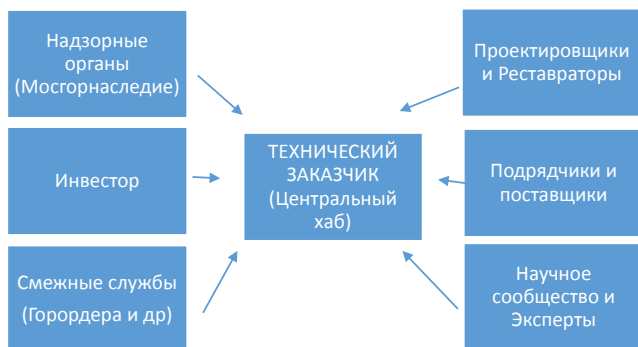 Надзорные
органы
(Мосгорнаследие)
Проектировщики
и Реставраторы
Инвестор
ТЕХНИЧЕСКИЙ
ЗАКАЗЧИК
(Центральный
хаб)
Подрядчики и
поставщики
Смежные службы
(Горордера и др)
Научное
сообщество и
Эксперты